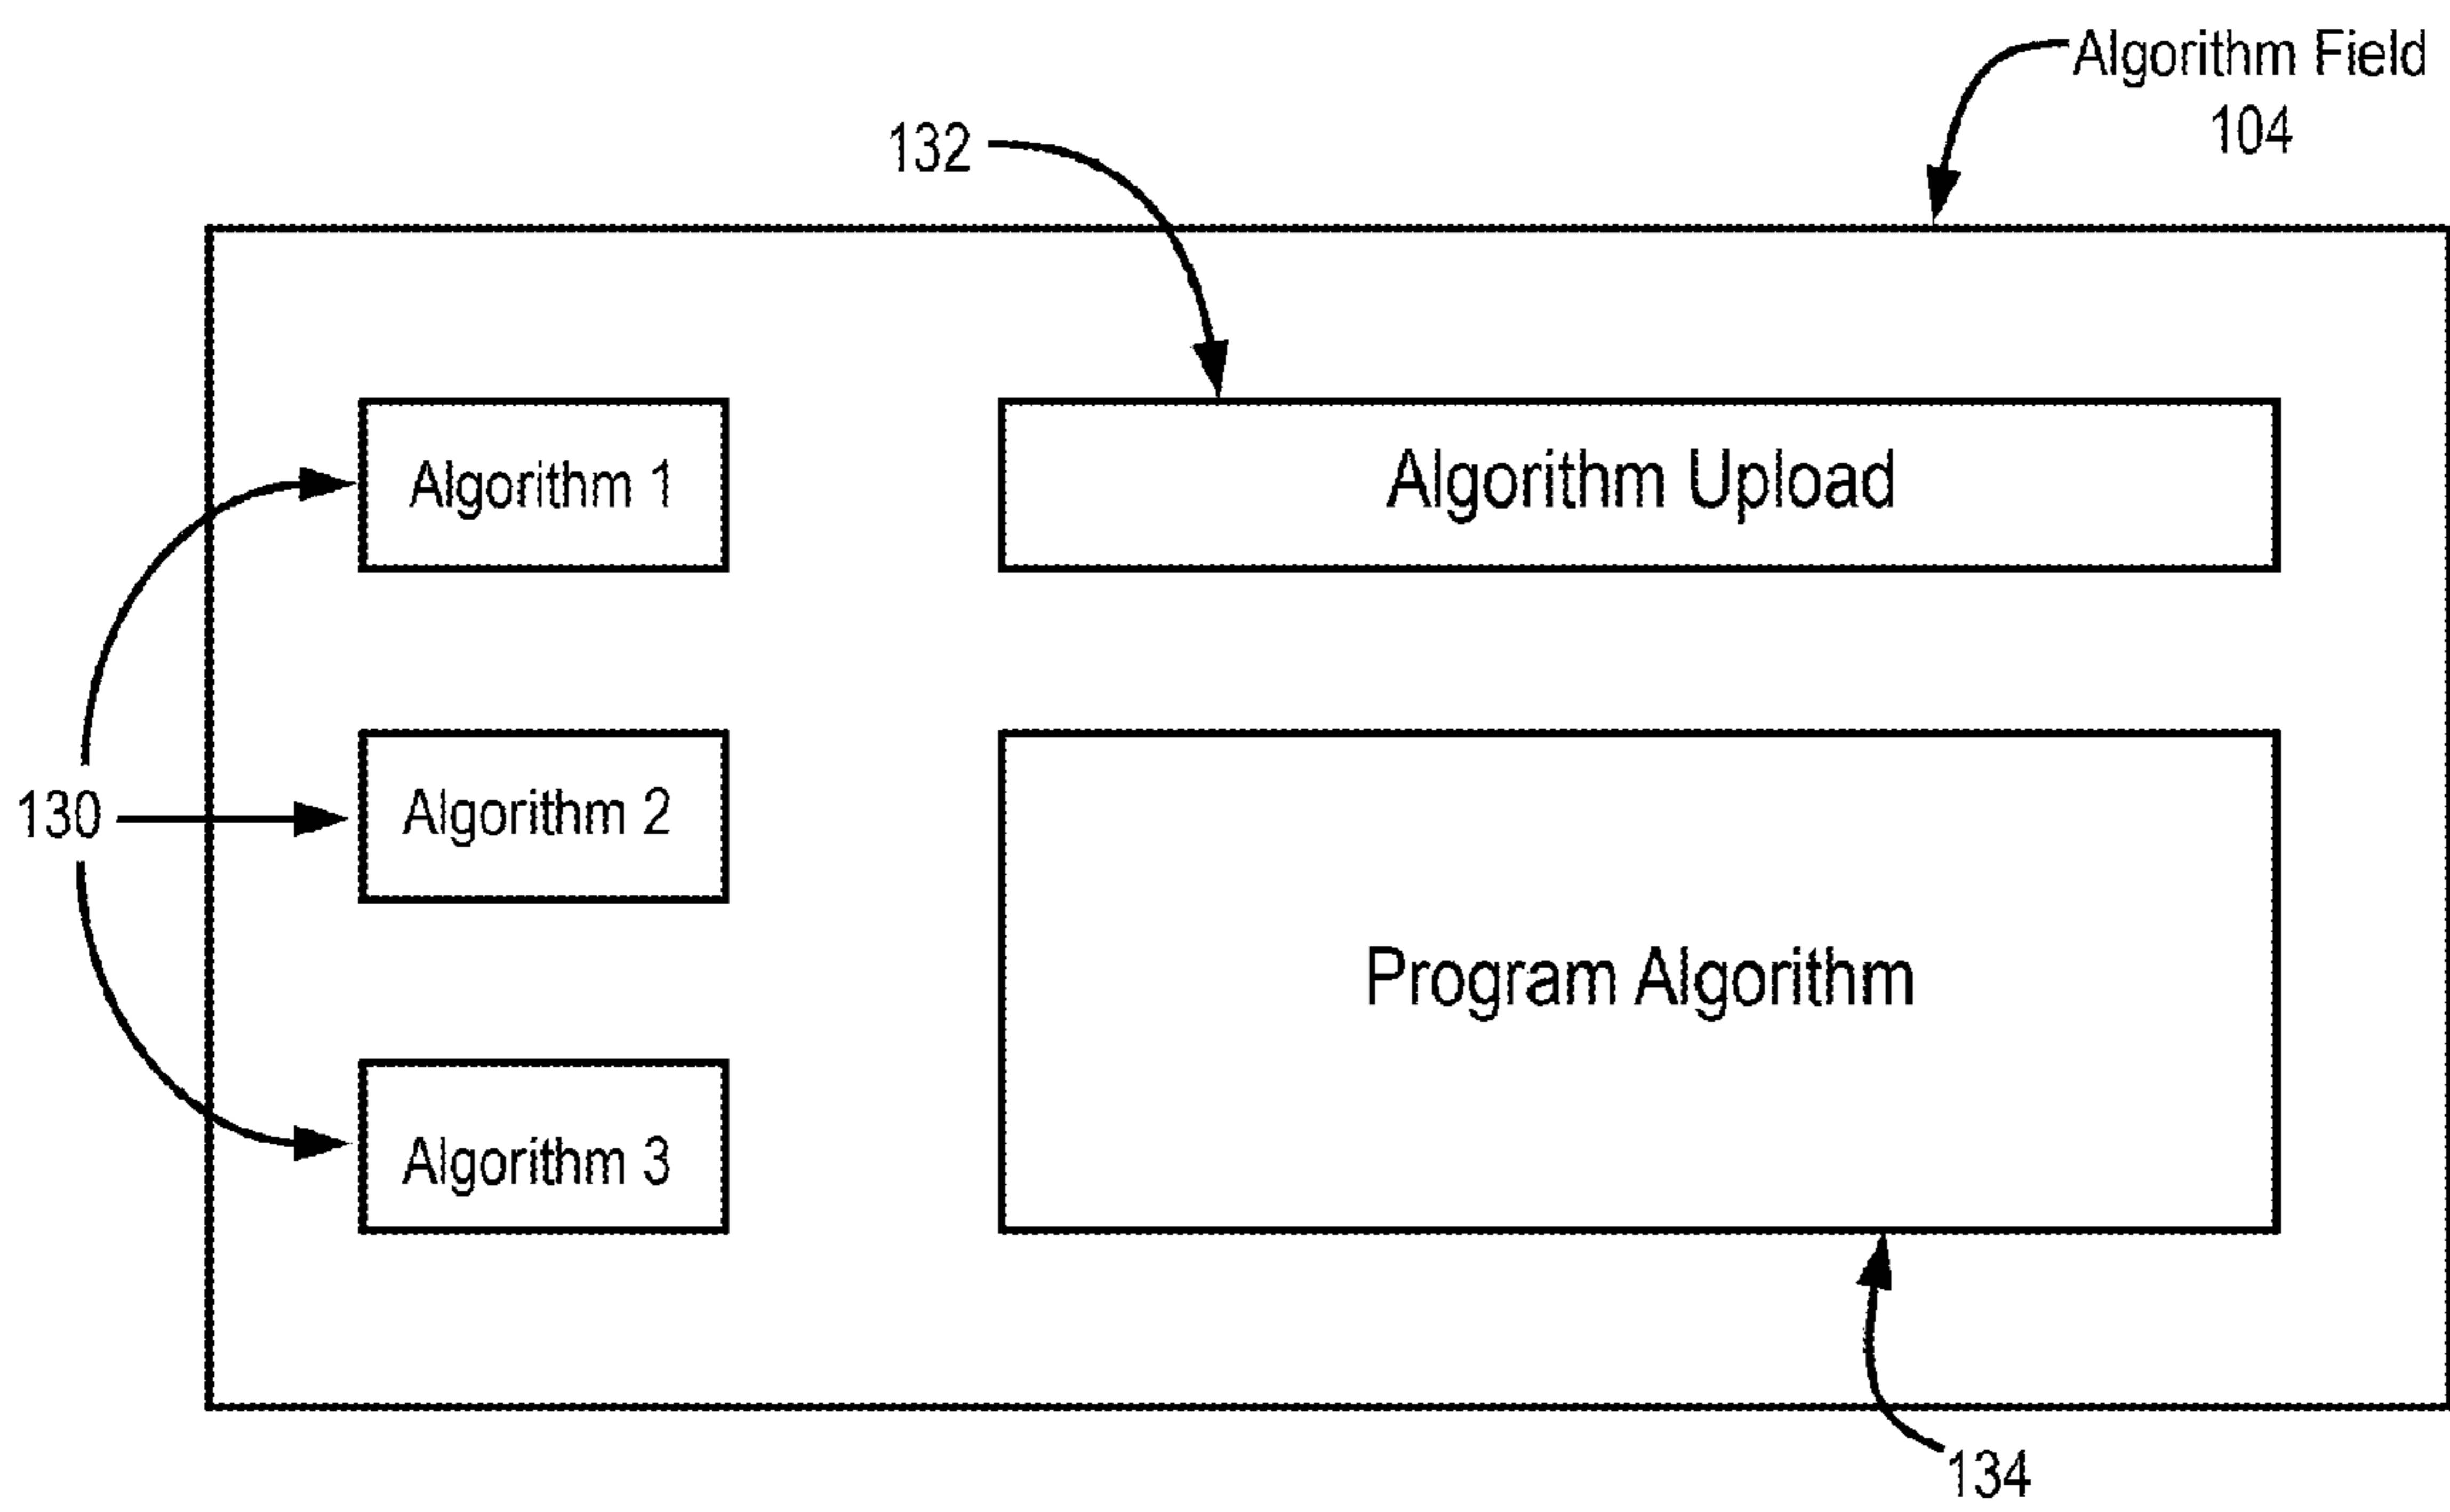 Algorithm Field
104
132
Algorithm 1
Algorithm Upload
130
Algorithm 2
Program Algorithm
Algorithm 3
134